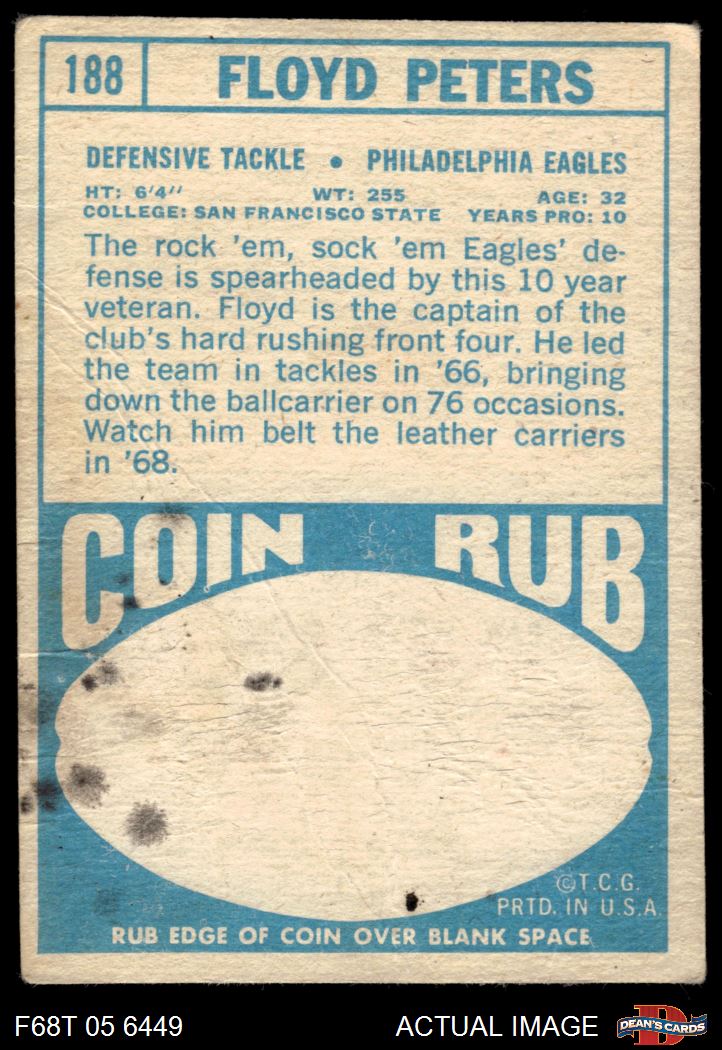 188 FLOYD PETERS
DEFENSIVE TACKLE • PHILADELPHIA EAGLES
HT: 6'4'' WT: 255 AGE: 32
COLLEGE: SAN FRANCISCO STATE YEARS PRO: 10
The rock 'em, sock 'em Eagles' de-
fense is spearheaded by this 10 year
veteran. Floyd is the captain of the
club's hard rushing front four. He led
the team in tackles in '66, bringing
down the ballcarrier on 76 occasions.
Watch him belt the leather carriers
in '68.
COIN RUB
©T.C.G.
PRTD. IN U.S.A.
RUB EDGE OF COIN OVER BLANK SPACE
F68T 05 6449 ACTUAL IMAGE DEAN'S CARDS